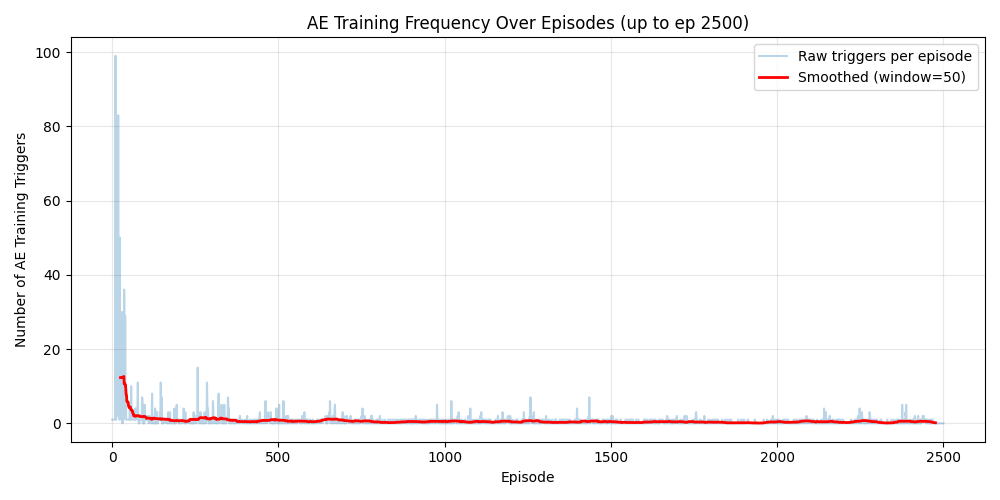 AE Training Frequency Over Episodes (up to ep 2500)
Raw triggers per episode
Smoothed (window=50)
Number of AE Training Triggers
100
80
60
40
20
0
0
500
1000
1500
2000
2500
Episode